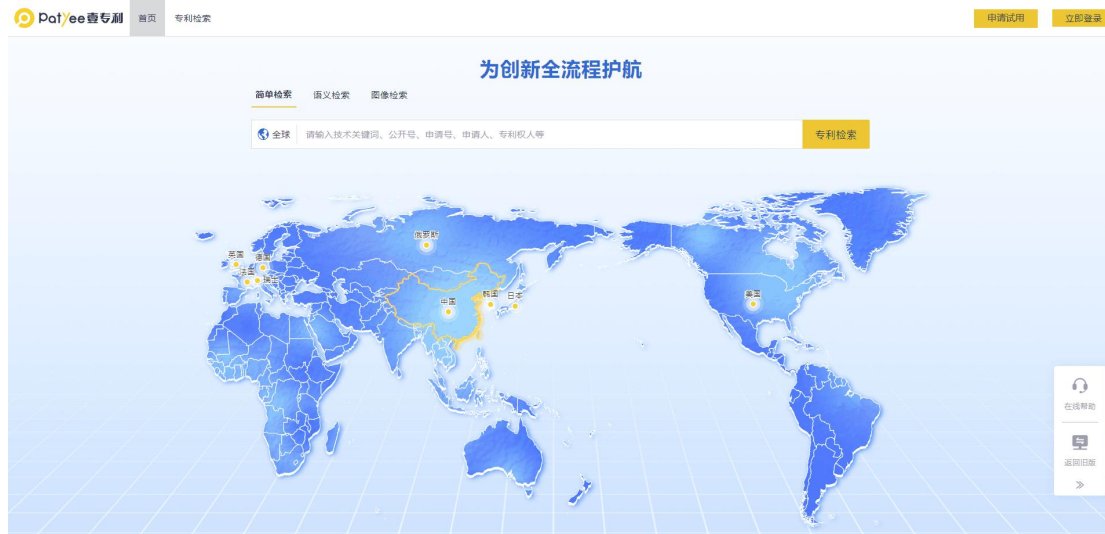 Patyee壹专利 首页 专利检索 申请试用 立即登录
为创新全流程护航
简单检索 语义检索 图像检索
全球 请输入技术关键词、公开号、申请号、申请人、专利权人等 专利检索
俄罗斯
英国 德国
法国 瑞士
中国 韩国 日本
美国
在线帮助
返回旧版